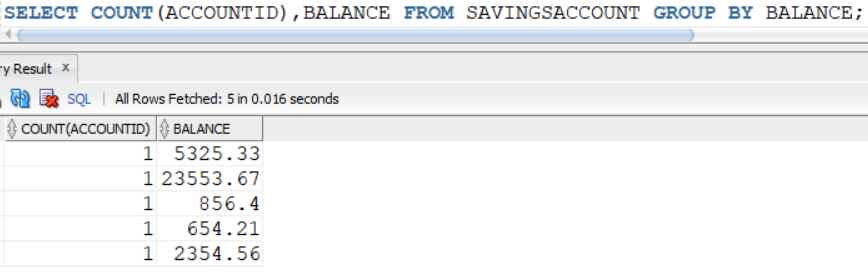 SELECT COUNT(ACCOUNTID),BALANCE FROM SAVINGSACCOUNT GROUP BY BALANCE;
ry Result x
SQL | All Rows Fetched: 5 in 0.016 seconds
COUNT(ACCOUNTID) BALANCE
1 5325.33
1 23553.67
1 856.4
1 654.21
1 2354.56